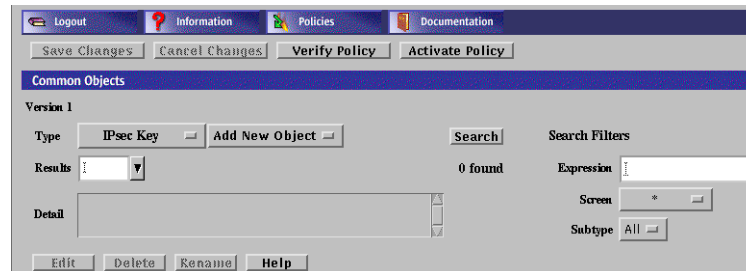 Logout Information Policies Documentation
Save Changes Cancel Changes Verify Policy Activate Policy
Common Objects
Version 1
Type IPsec Key Add New Object Search Search Filters
Results 0 found Expression
Screen *
Detail
Subtype All
Edit Delete Rename Help